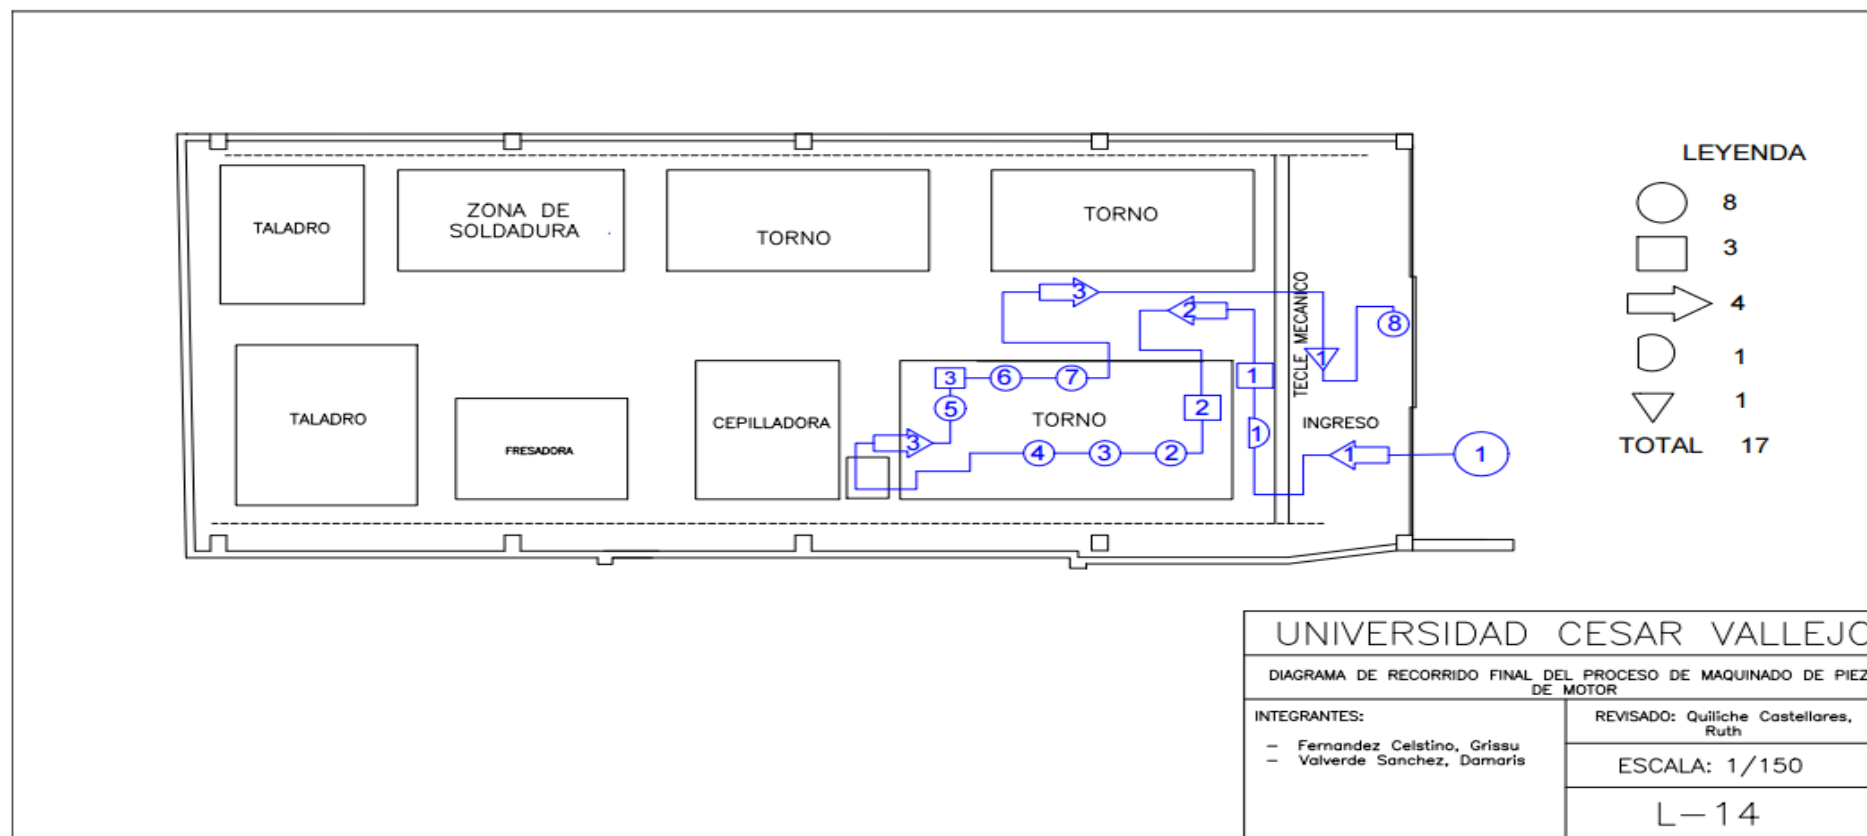 LEYENDA
8
3
4
1
1
TOTAL 17
TALADRO
ZONA DE
SOLDADURA
TORNO
TORNO
TECLE MECANICO
3
2
8
1
3
6
7
1
5
2
TALADRO
FRESADORA
CEPILLADORA
TORNO
INGRESO
1
3
4
3
2
1
1
UNIVERSIDAD CESAR VALLEJO
DIAGRAMA DE RECORRIDO FINAL DEL PROCESO DE MAQUINADO DE PIEZ
DE MOTOR
INTEGRANTES:
– Fernandez Celstino, Grissu
– Valverde Sanchez, Damaris
REVISADO: Quiliche Castellares,
Ruth
ESCALA: 1/150
L-14